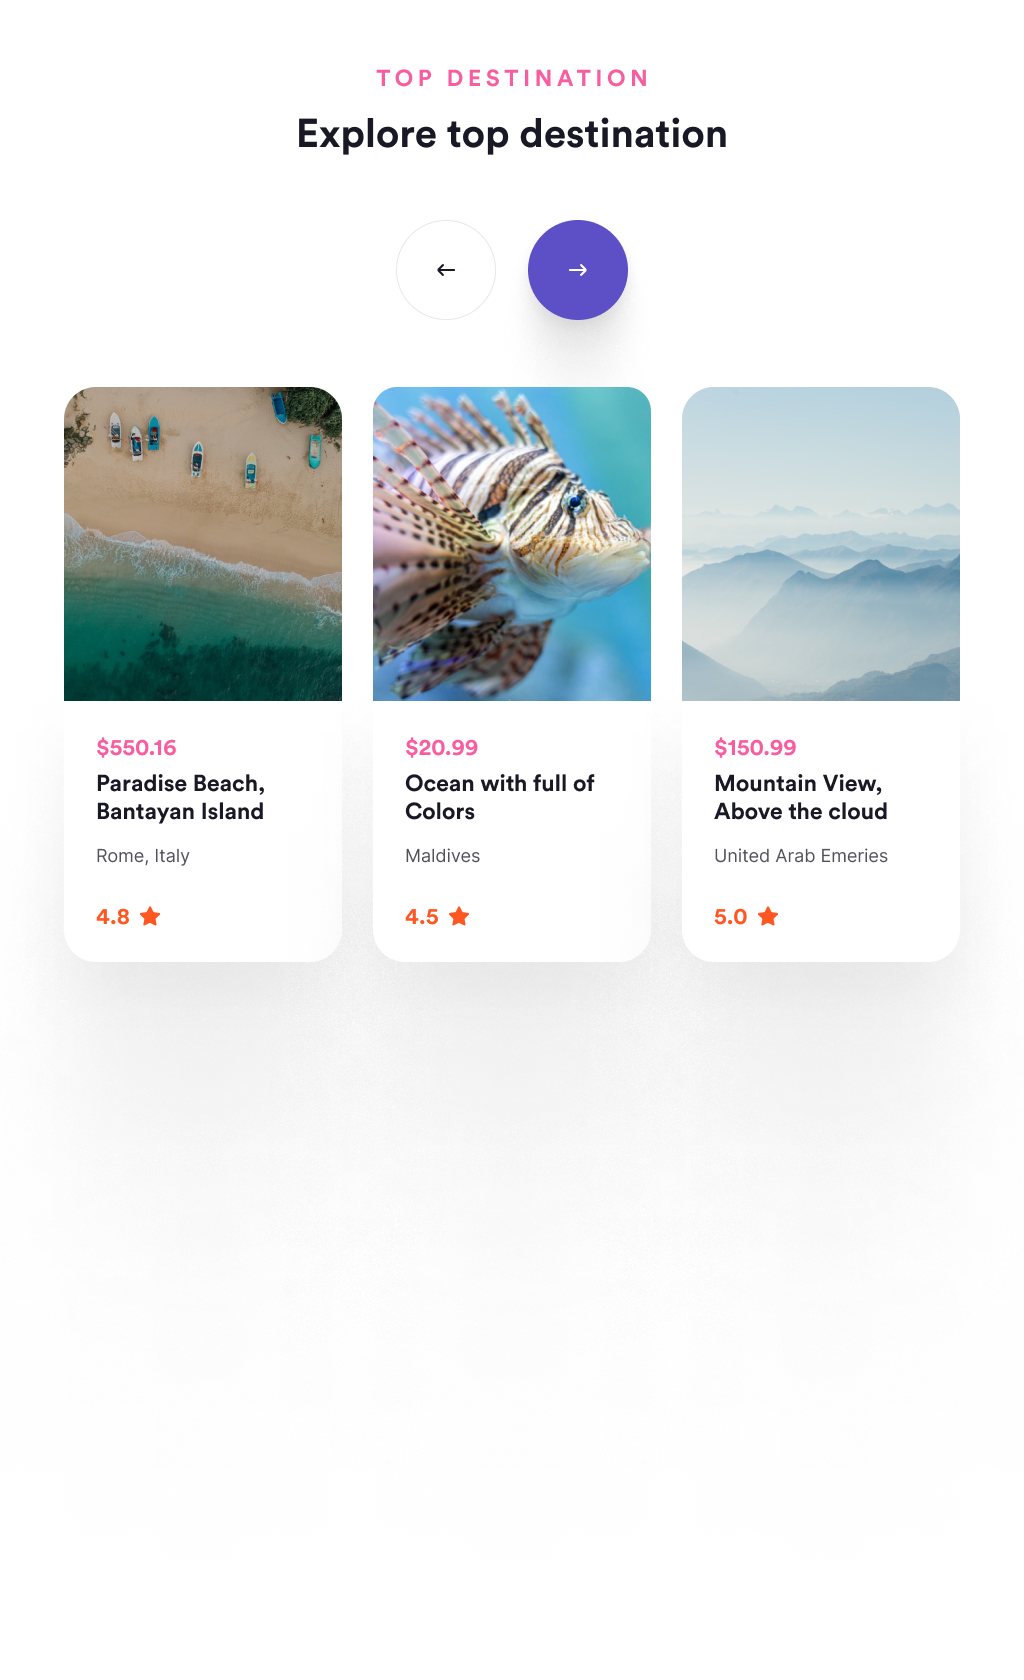 TOP DESTINATION
Explore top destination
$550.16
Paradise Beach,
Bantayan Island
Rome, Italy
4.8
$20.99
Ocean with full of
Colors
Maldives
4.5
$150.99
Mountain View,
Above the cloud
United Arab Emeries
5.0